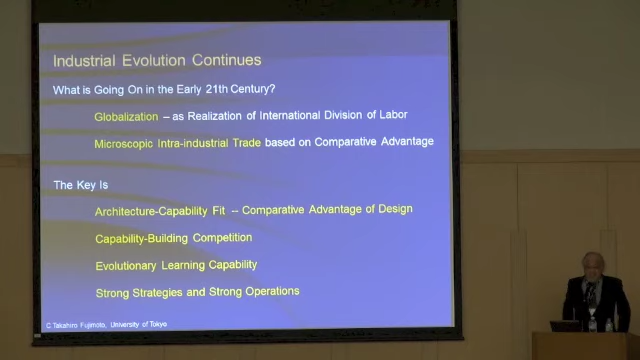 Industrial Evolution Continues
What is Going On in the Early 21th Century?
Globalization – as Realization of International Division of Labor
Microscopic Intra-industrial Trade based on Comparative Advantage
The Key Is
Architecture-Capability Fit -- Comparative Advantage of Design
Capability-Building Competition
Evolutionary Learning Capability
Strong Strategies and Strong Operations
C Takahiro Fujimoto, University of Tokyo